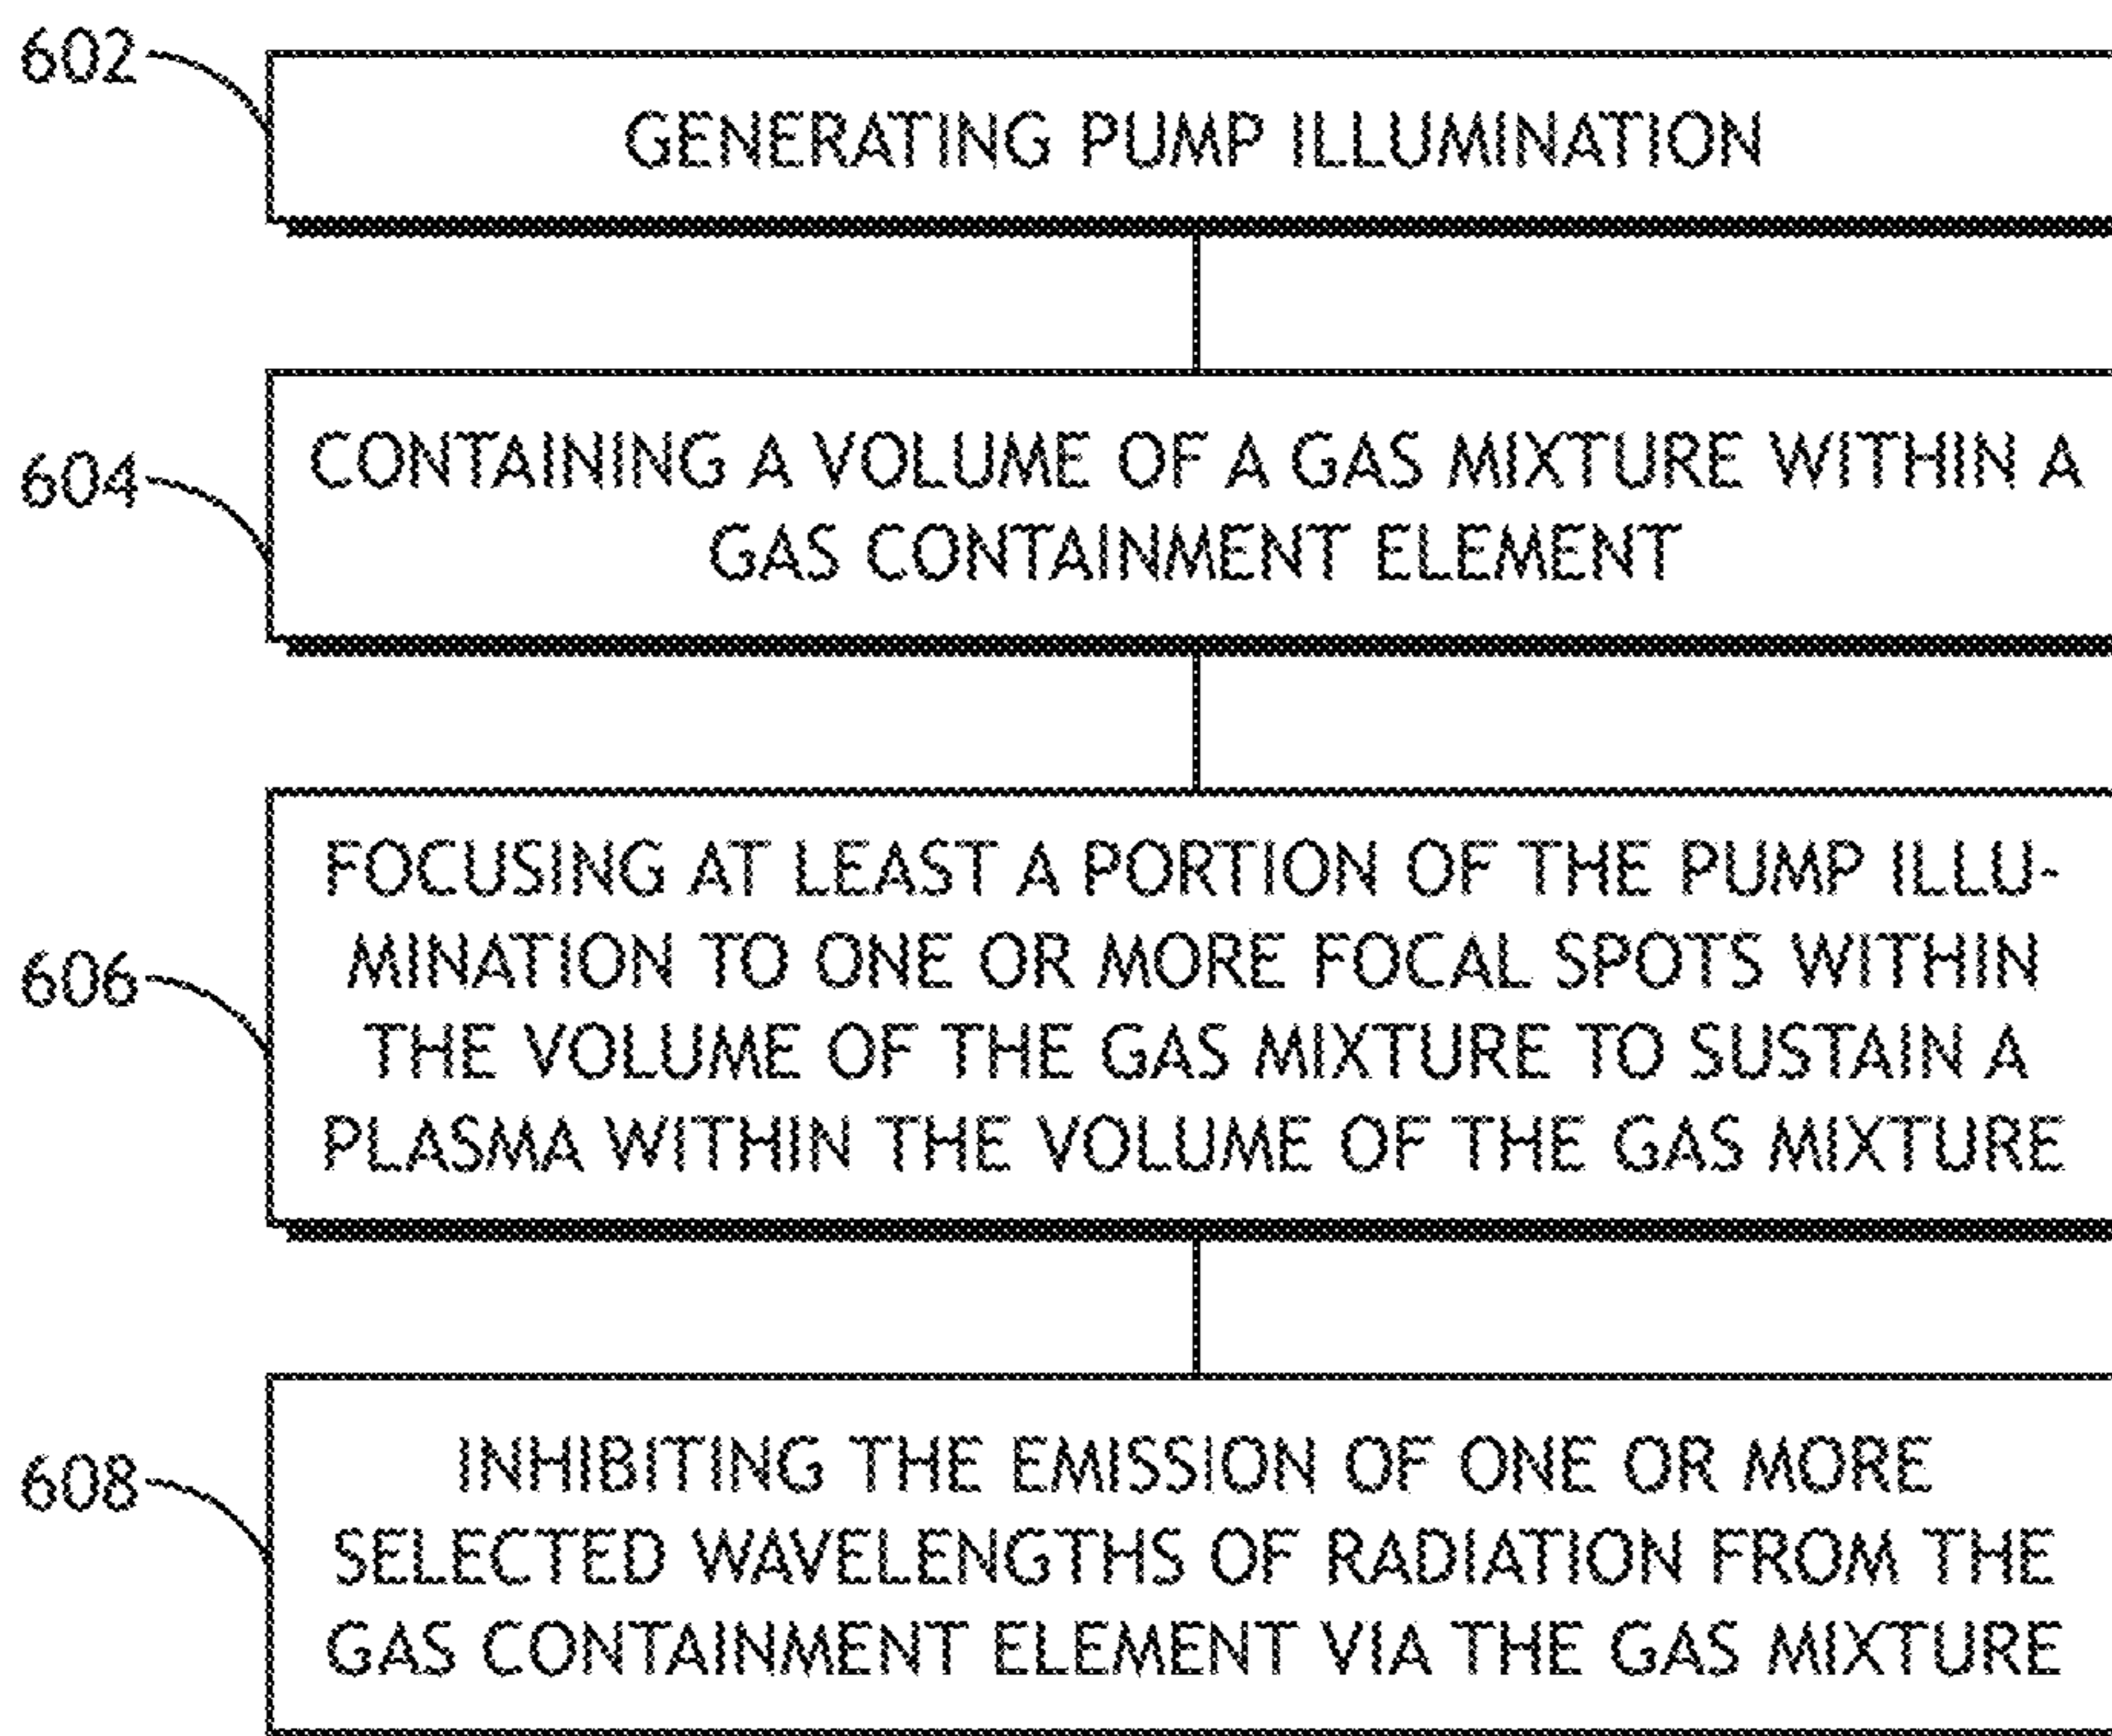 602
GENERATING PUMP ILLUMINATION
604
CONTAINING A VOLUME OF A GAS MIXTURE WITHIN A
GAS CONTAINMENT ELEMENT
606
FOCUSING AT LEAST A PORTION OF THE PUMP ILLU-
MINATION TO ONE OR MORE FOCAL SPOTS WITHIN
THE VOLUME OF THE GAS MIXTURE TO SUSTAIN A
PLASMA WITHIN THE VOLUME OF THE GAS MIXTURE
608
INHIBITING THE EMISSION OF ONE OR MORE
SELECTED WAVELENGTHS OF RADIATION FROM THE
GAS CONTAINMENT ELEMENT VIA THE GAS MIXTURE